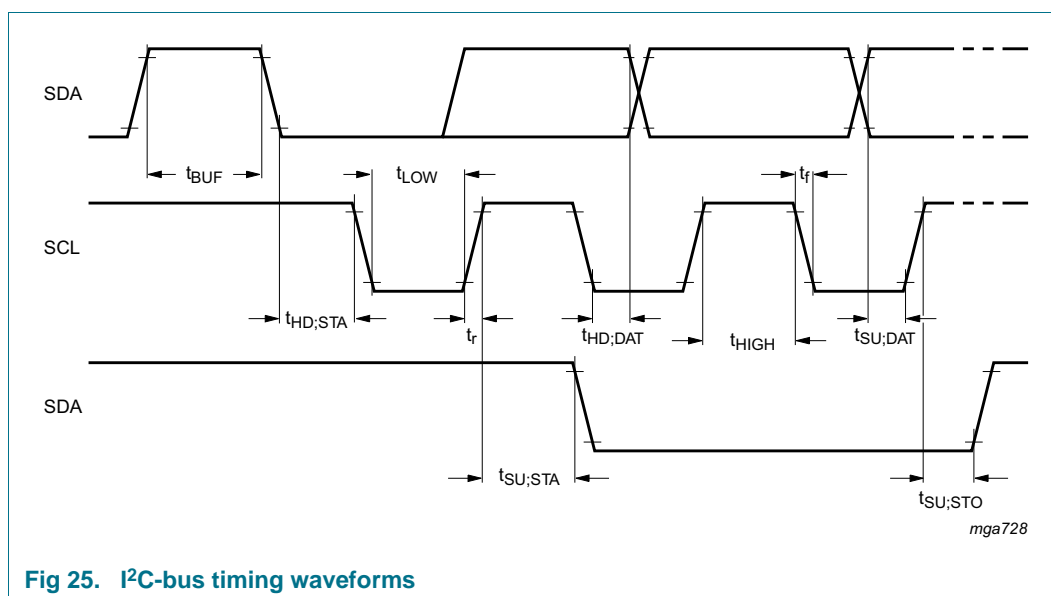 SDA
tBUF
tLOW
tf
SCL
tHD;STA
tr
tHD;DAT
tHIGH
tSU;DAT
SDA
tSU;STA
tSU;STO
mga728
Fig 25. I²C-bus timing waveforms